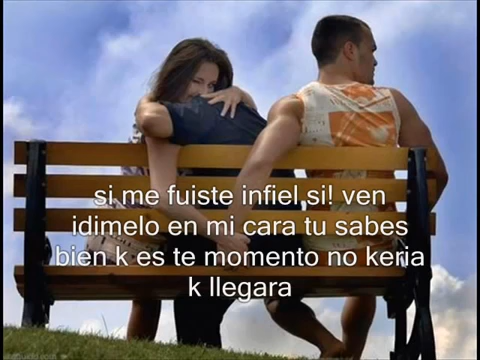 si me fuiste infiel si! ven
idimelo en mi cara tu sabes
bien k es te momento no keria
k llegara